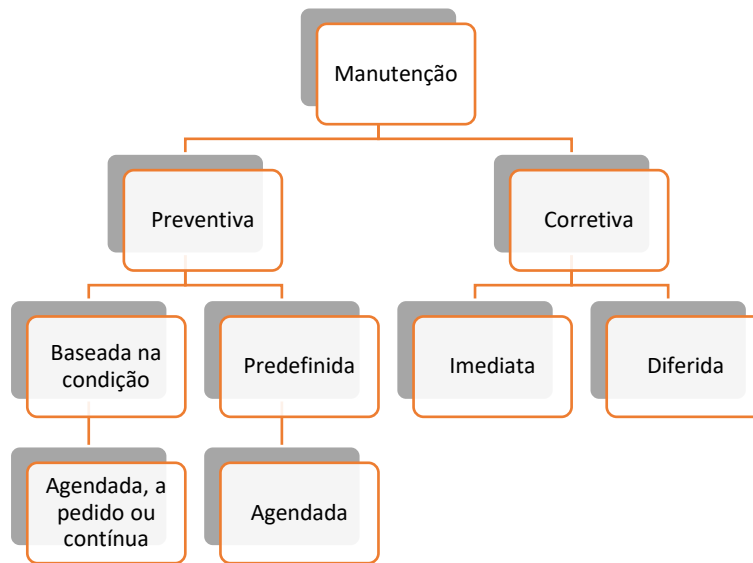 Manutenção
Preventiva
Corretiva
Baseada na
condição
Predefinida
Imediata
Diferida
Agendada, a
pedido ou
contínua
Agendada